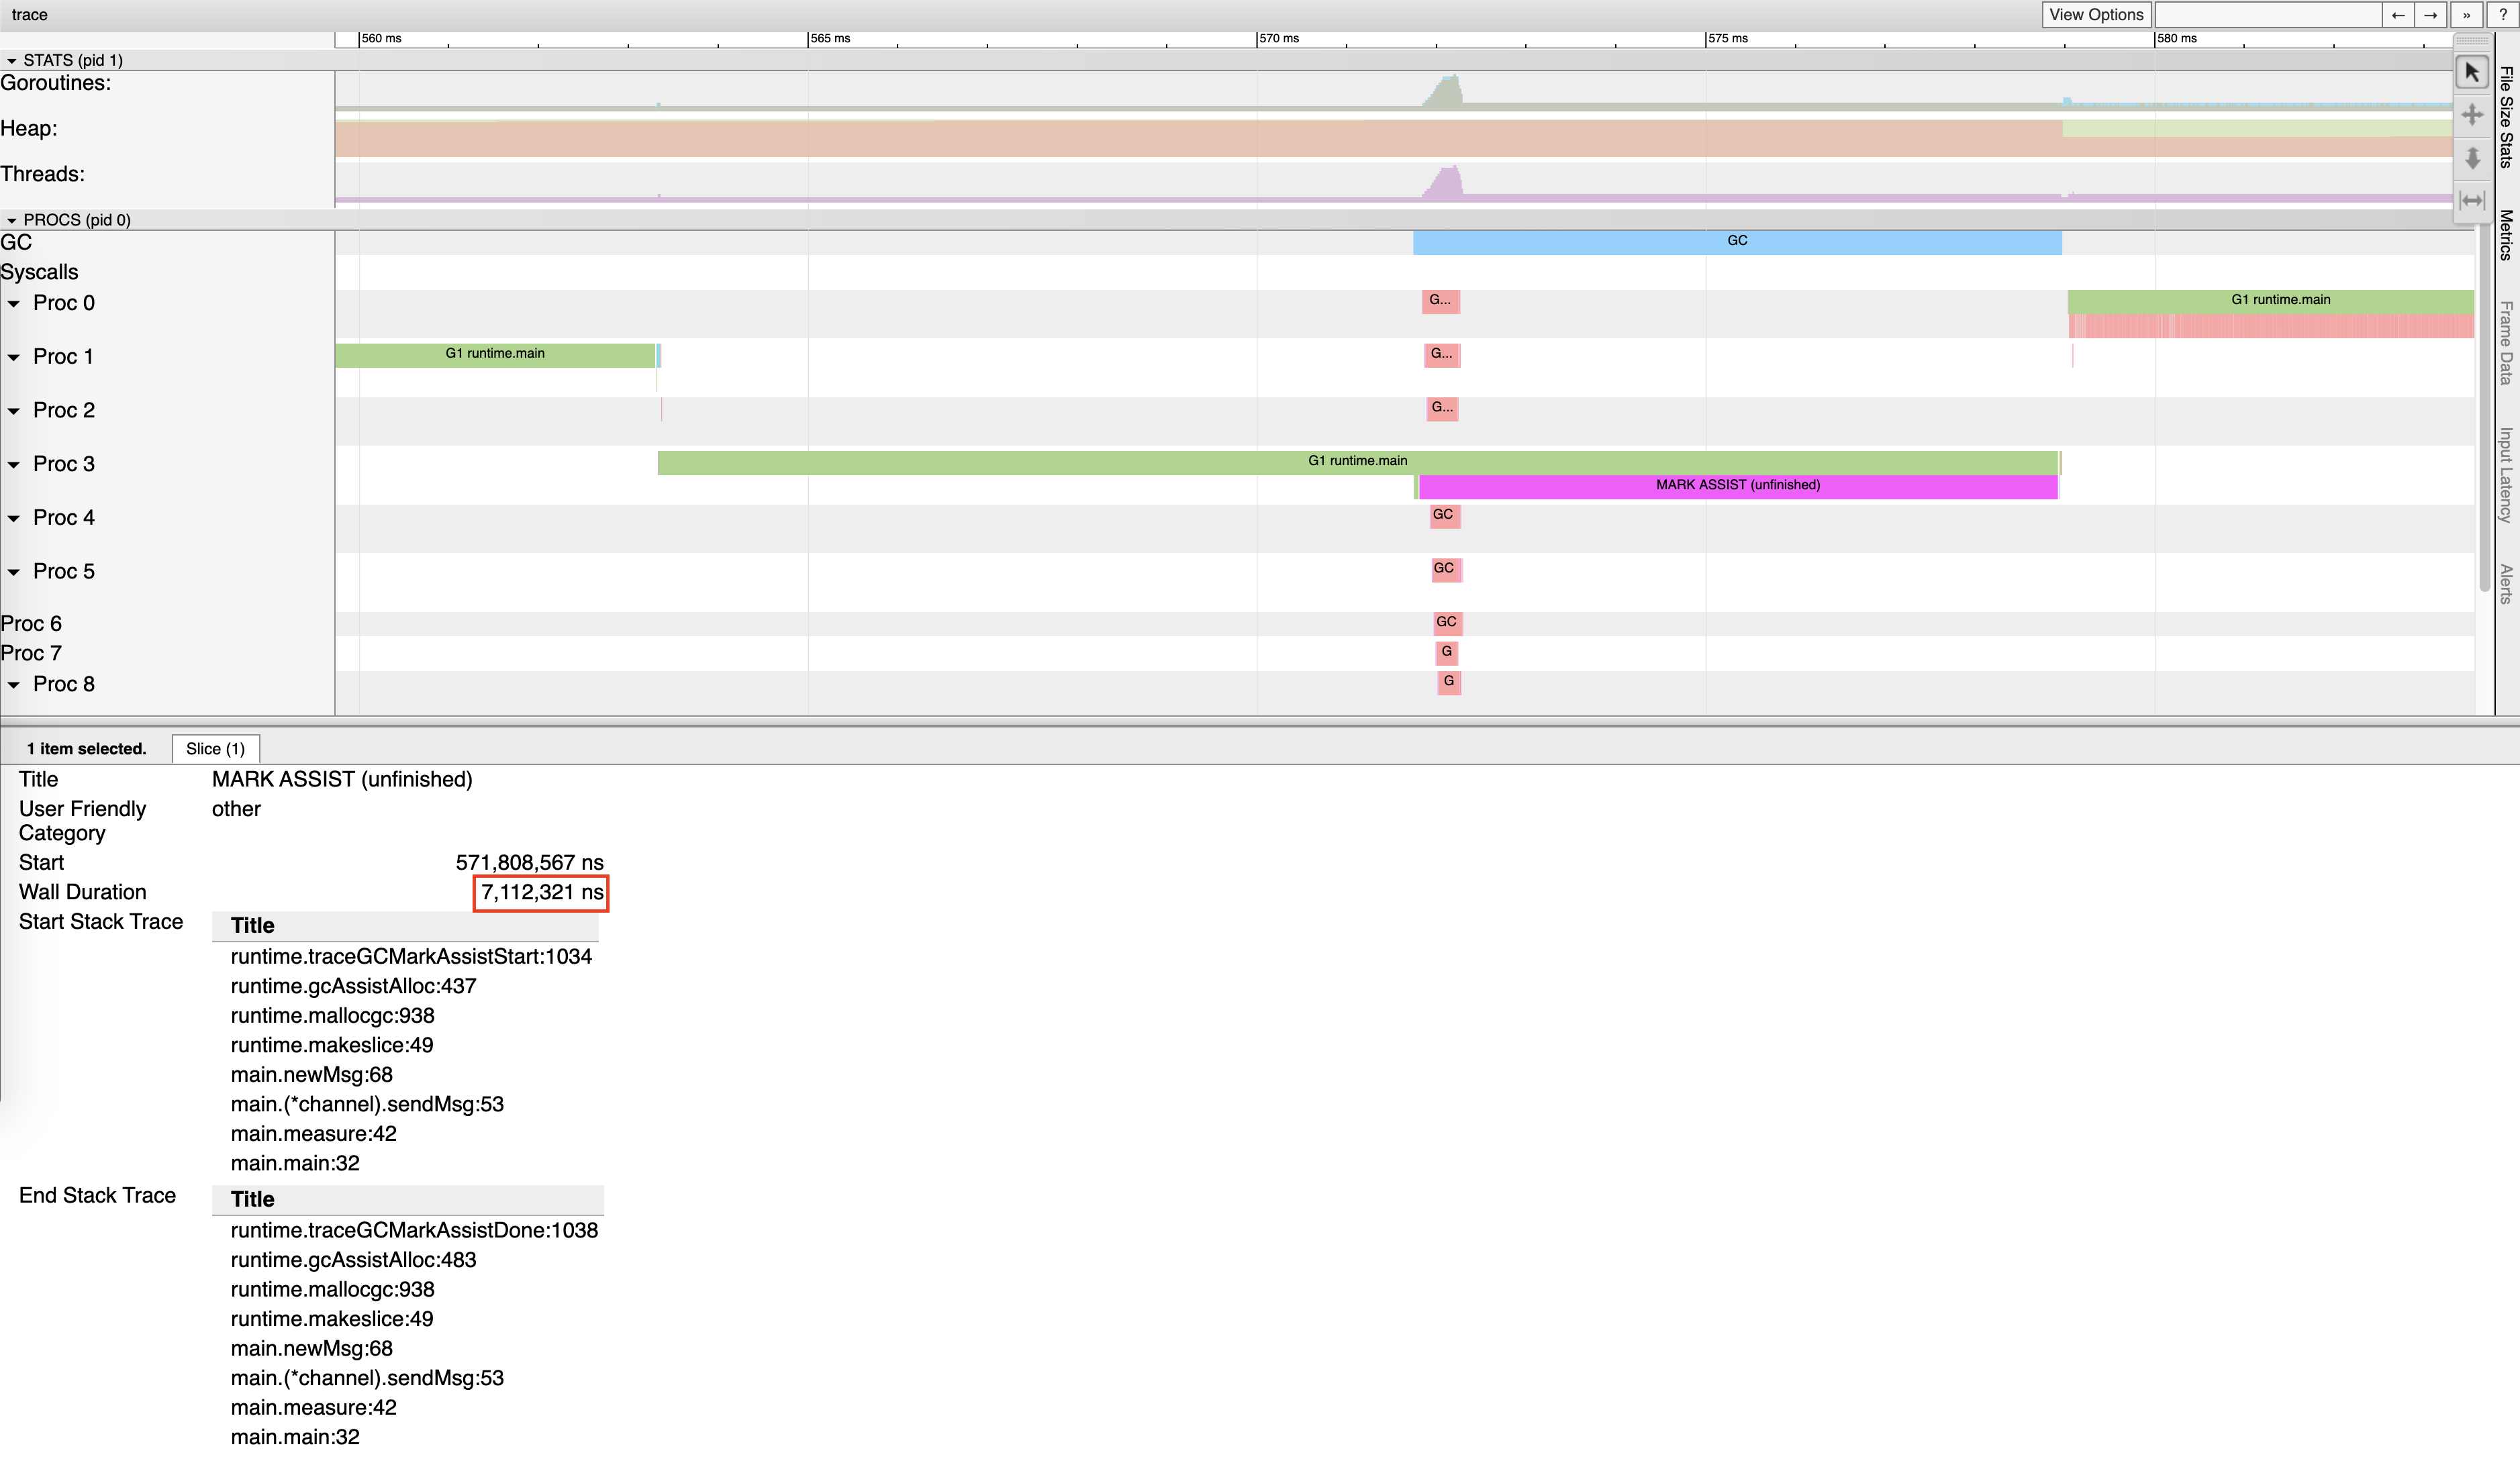 trace
View Options
← → » ?
560 ms 565 ms 570 ms 575 ms 580 ms
STATS (pid 1)
Goroutines:
Heap:
Threads:
PROCS (pid 0)
GC GC
Syscalls
Proc 0 G... G1 runtime.main
Proc 1 G1 runtime.main G...
Proc 2 G...
Proc 3 G1 runtime.main
MARK ASSIST (unfinished)
Proc 4 GC
Proc 5 GC
Proc 6 GC
Proc 7 G
Proc 8 G
File Size Stats
Metrics
Frame Data
Input Latency
Alerts
1 item selected. Slice (1)
Title MARK ASSIST (unfinished)
User Friendly other
Category
Start 571,808,567 ns
Wall Duration 7,112,321 ns
Start Stack Trace Title
runtime.traceGCMarkAssistStart:1034
runtime.gcAssistAlloc:437
runtime.mallocgc:938
runtime.makeslice:49
main.newMsg:68
main.(*channel).sendMsg:53
main.measure:42
main.main:32
End Stack Trace Title
runtime.traceGCMarkAssistDone:1038
runtime.gcAssistAlloc:483
runtime.mallocgc:938
runtime.makeslice:49
main.newMsg:68
main.(*channel).sendMsg:53
main.measure:42
main.main:32